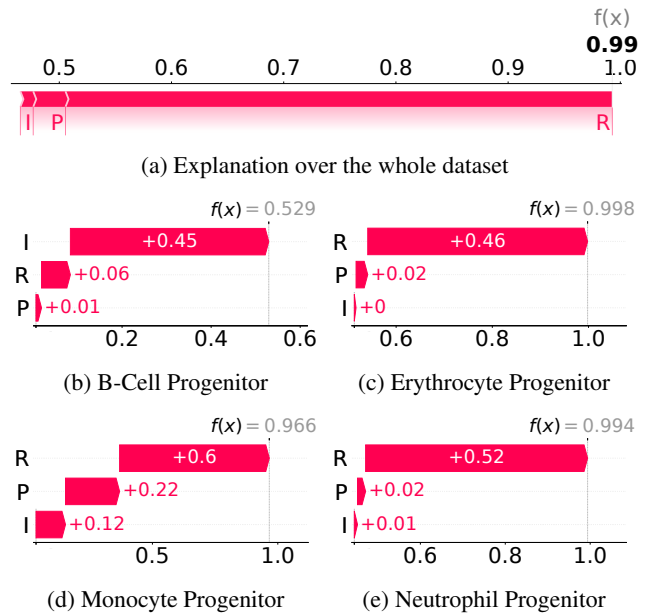 f(x)
0.99
0.5 0.6 0.7 0.8 0.9 1.0
I P R
(a) Explanation over the whole dataset
f(x) = 0.529
I +0.45
R +0.06
P +0.01
0.2 0.4 0.6
(b) B-Cell Progenitor
f(x) = 0.998
R +0.46
P +0.02
I +0
0.6 0.8 1.0
(c) Erythrocyte Progenitor
f(x) = 0.966
R +0.6
P +0.22
I +0.12
0.5 1.0
(d) Monocyte Progenitor
f(x) = 0.994
R +0.52
P +0.02
I +0.01
0.6 0.8 1.0
(e) Neutrophil Progenitor